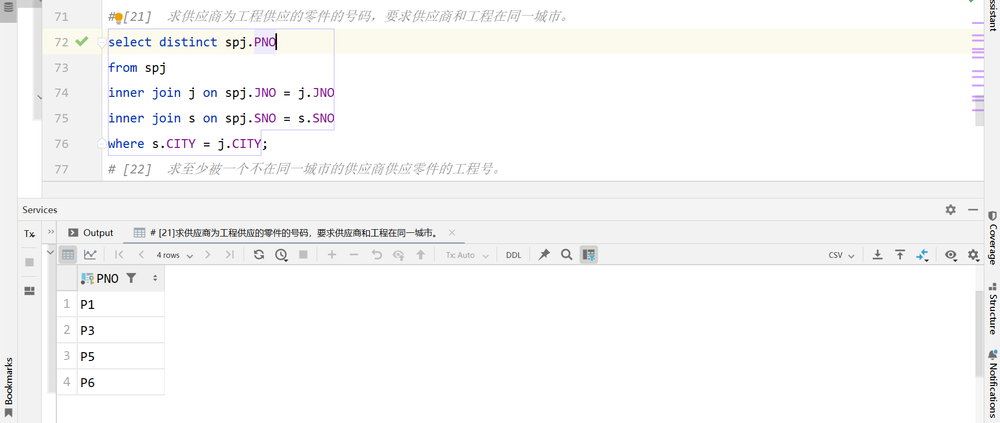 71 # [21] 求供应商为工程供应的零件的号码，要求供应商和工程在同一城市。
72 select distinct spj.PNO
73 from spj
74 inner join j on spj.JNO = j.JNO
75 inner join s on spj.SNO = s.SNO
76 where s.CITY = j.CITY;
77 # [22] 求至少被一个不在同一城市的供应商供应零件的工程号。
Services
Tx
Output
# [21]求供应商为工程供应的零件的号码，要求供应商和工程在同一城市。
4 rows
Tx: Auto
DDL
CSV
PNO
1 P1
2 P3
3 P5
4 P6
Bookmarks
ssistant
Coverage
Structure
Notifications